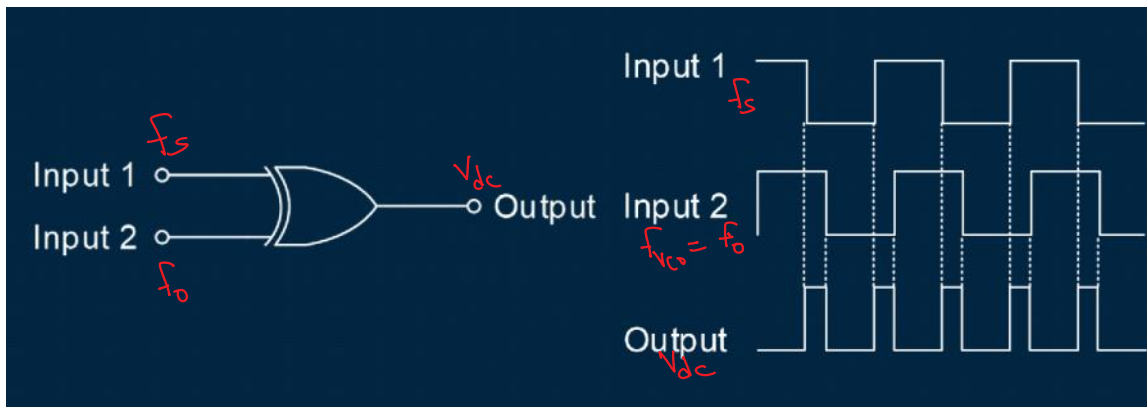 fs
Input 1
Input 2
fo
Vdc
Output
Input 1
fs
Input 2
fvco = fo
Output
Vdc